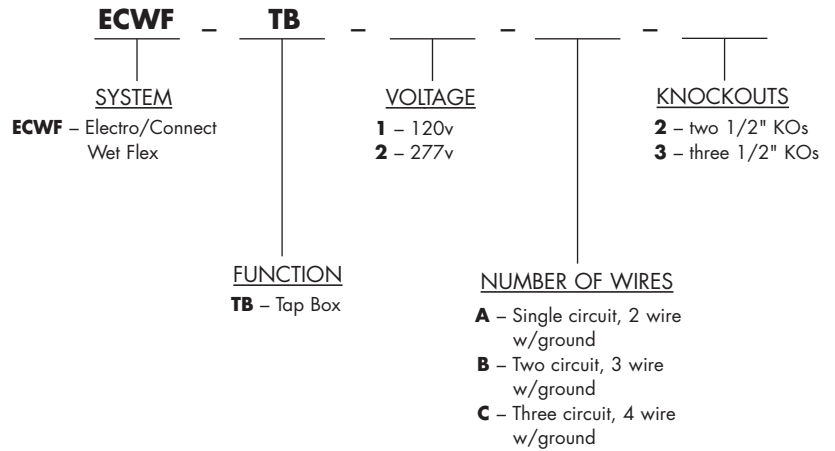 ECWF – TB – – –
SYSTEM
ECWF – Electro/Connect
Wet Flex
FUNCTION
TB – Tap Box
VOLTAGE
1 – 120v
2 – 277v
NUMBER OF WIRES
A – Single circuit, 2 wire
w/ground
B – Two circuit, 3 wire
w/ground
C – Three circuit, 4 wire
w/ground
KNOCKOUTS
2 – two 1/2" KOs
3 – three 1/2" KOs